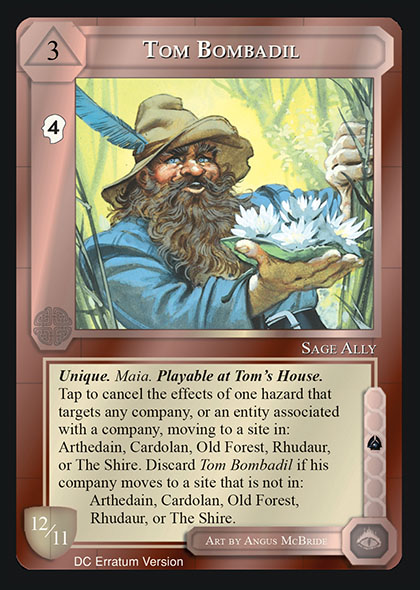 3
TOM BOMBADIL
4
SAGE ALLY
Unique. Maia. Playable at Tom's House.
Tap to cancel the effects of one hazard that
targets any company, or an entity associated
with a company, moving to a site in:
Arthedain, Cardolan, Old Forest, Rhudaur,
or The Shire. Discard Tom Bombadil if his
company moves to a site that is not in:
Arthedain, Cardolan, Old Forest,
Rhudaur, or The Shire.
12/11
ART BY ANGUS MCBRIDE
DC Erratum Version